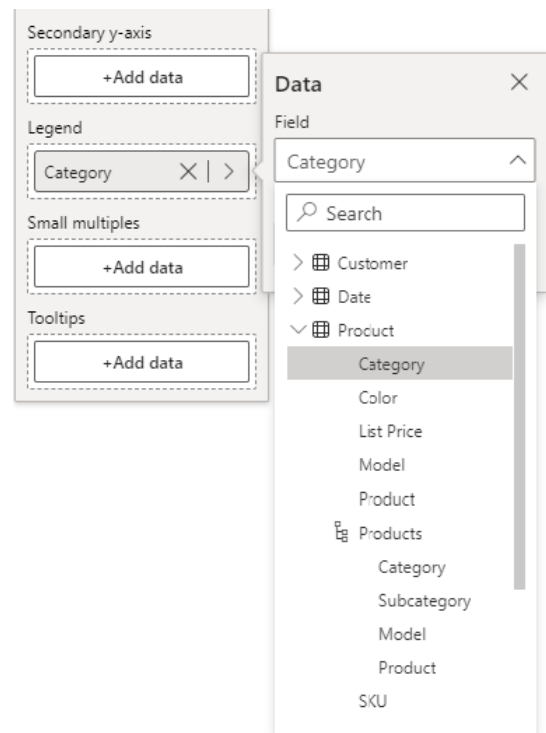 Secondary y-axis
+Add data
Legend
Category
Small multiples
+Add data
Tooltips
+Add data
Data
Field
Category
Search
Customer
Date
Product
Category
Color
List Price
Model
Product
Products
Category
Subcategory
Model
Product
SKU